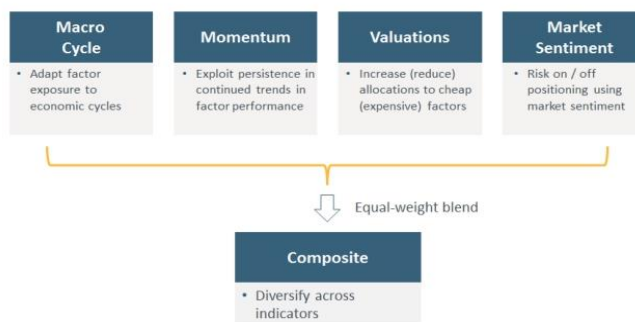 Macro
Cycle
• Adapt factor
exposure to
economic cycles
Momentum
• Exploit persistence in
continued trends in
factor performance
Valuations
• Increase (reduce)
allocations to cheap
(expensive) factors
Market
Sentiment
• Risk on / off
positioning using
market sentiment
Equal-weight blend
Composite
• Diversify across
indicators